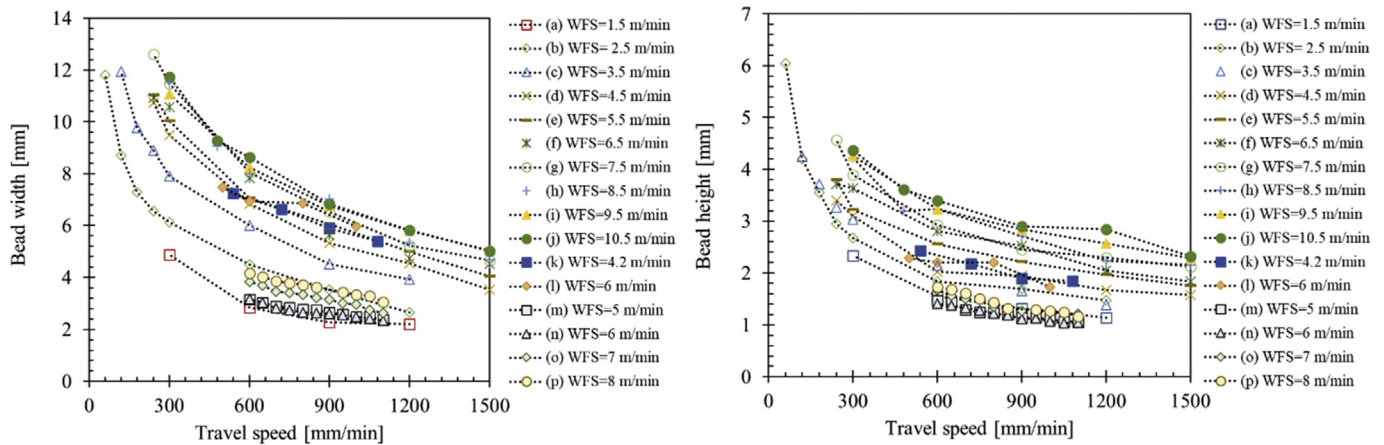 14
12
10
8
6
4
2
0
Bead width [mm]
0 300 600 900 1200 1500
Travel speed [mm/min]
(a) WFS=1.5 m/min
(b) WFS= 2.5 m/min
(c) WFS=3.5 m/min
(d) WFS=4.5 m/min
(e) WFS=5.5 m/min
(f) WFS=6.5 m/min
(g) WFS=7.5 m/min
(h) WFS=8.5 m/min
(i) WFS=9.5 m/min
(j) WFS=10.5 m/min
(k) WFS=4.2 m/min
(l) WFS=6 m/min
(m) WFS=5 m/min
(n) WFS=6 m/min
(o) WFS=7 m/min
(p) WFS=8 m/min
7
6
5
4
3
2
1
0
Bead height [mm]
0 300 600 900 1200 1500
Travel speed [mm/min]
(a) WFS=1.5 m/min
(b) WFS= 2.5 m/min
(c) WFS=3.5 m/min
(d) WFS=4.5 m/min
(e) WFS=5.5 m/min
(f) WFS=6.5 m/min
(g) WFS=7.5 m/min
(h) WFS=8.5 m/min
(i) WFS=9.5 m/min
(j) WFS=10.5 m/min
(k) WFS=4.2 m/min
(l) WFS=6 m/min
(m) WFS=5 m/min
(n) WFS=6 m/min
(o) WFS=7 m/min
(p) WFS=8 m/min